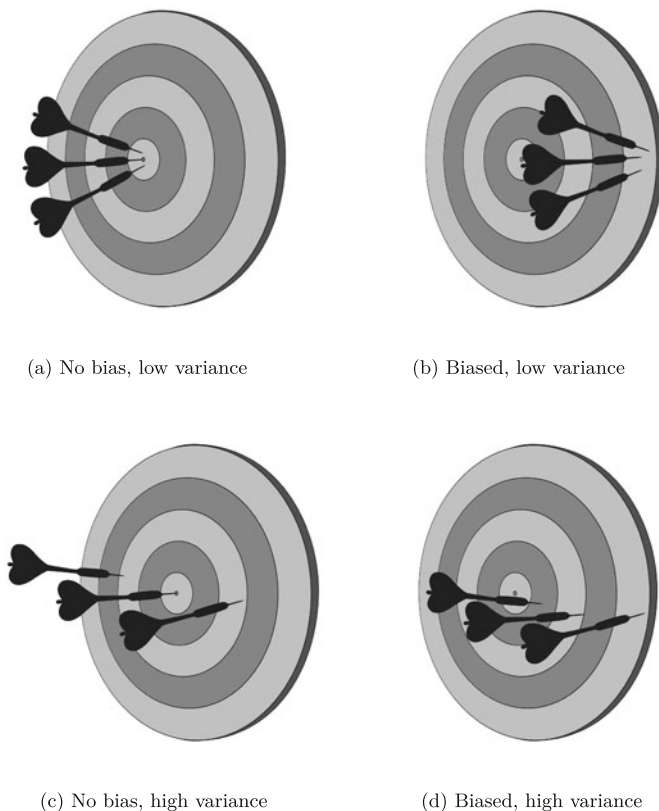 (a) No bias, low variance
(b) Biased, low variance
(c) No bias, high variance
(d) Biased, high variance